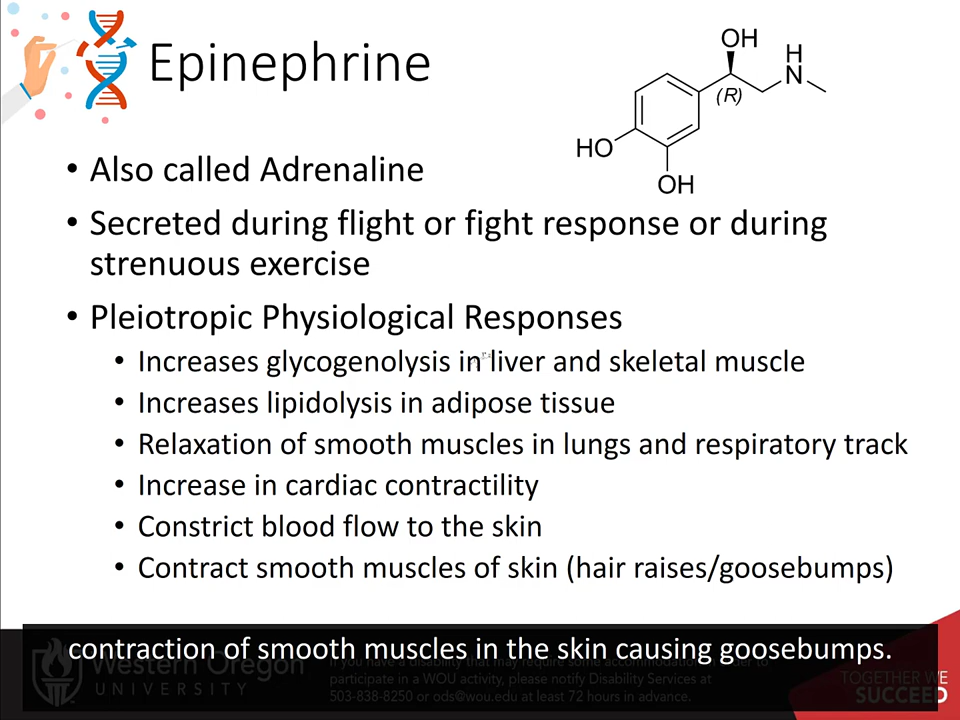 Epinephrine
OH
H
N
(R)
HO
OH
• Also called Adrenaline
• Secreted during flight or fight response or during
strenuous exercise
• Pleiotropic Physiological Responses
• Increases glycogenolysis in liver and skeletal muscle
• Increases lipidolysis in adipose tissue
• Relaxation of smooth muscles in lungs and respiratory track
• Increase in cardiac contractility
• Constrict blood flow to the skin
• Contract smooth muscles of skin (hair raises/goosebumps)
contraction of smooth muscles in the skin causing goosebumps.
Western Oregon
UNIVERSITY
If you have a disability that may require some accommodation
participate in a WOU activity, please notify Disability Services at
503-838-8250 or ods@wou.edu at least 72 hours in advance.
TOGETHER WE
SUCCEED